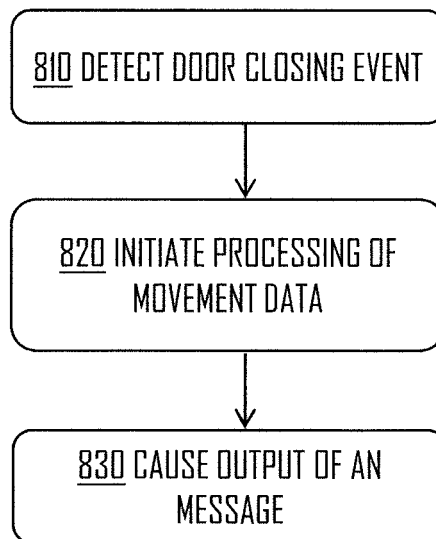 810 DETECT DOOR CLOSING EVENT
820 INITIATE PROCESSING OF
MOVEMENT DATA
830 CAUSE OUTPUT OF AN
MESSAGE